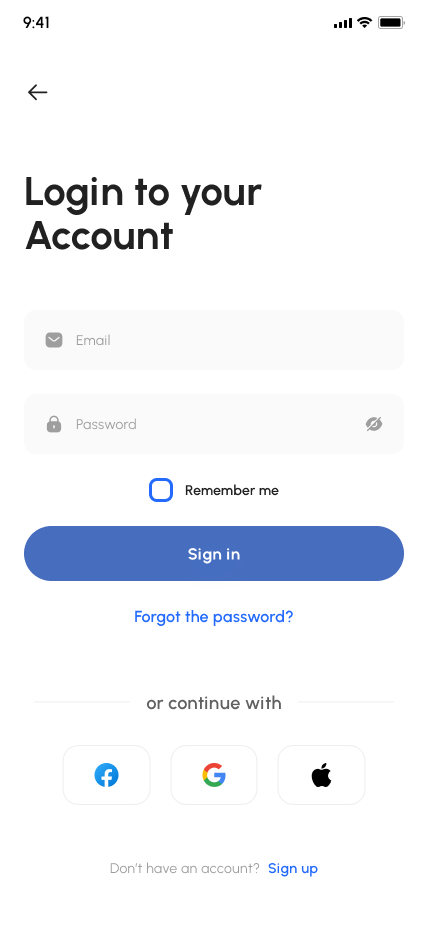 9:41
Login to your
Account
Email
Password
Remember me
Sign in
Forgot the password?
or continue with
Don't have an account? Sign up